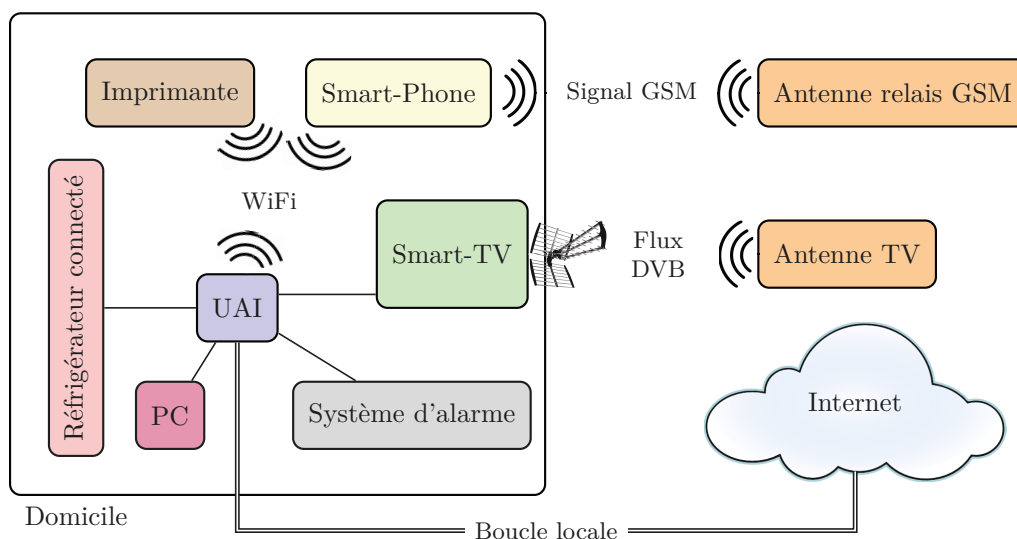 Imprimante
Smart-Phone
Signal GSM
Antenne relais GSM
Réfrigérateur connecté
WiFi
Smart-TV
Flux
DVB
Antenne TV
UAI
PC
Système d'alarme
Internet
Domicile
Boucle locale